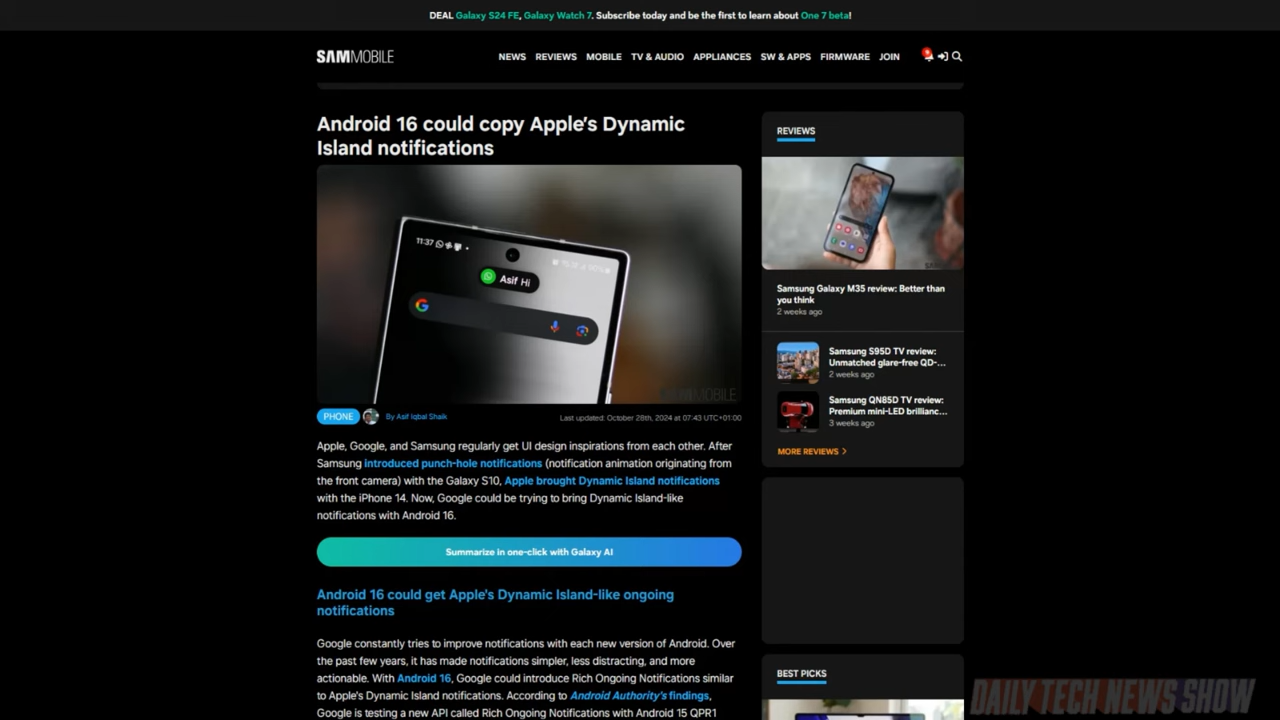 DEAL Galaxy S24 FE, Galaxy Watch 7. Subscribe today and be the first to learn about One 7 beta!
SAMMOBILE
NEWS REVIEWS MOBILE TV & AUDIO APPLIANCES SW & APPS FIRMWARE JOIN
Android 16 could copy Apple's Dynamic
Island notifications
11:37
Asif Hi
SAMMOBILE
PHONE By Asif Iqbal Shaik Last updated: October 28th, 2024 at 07:43 UTC+01:00
Apple, Google, and Samsung regularly get UI design inspirations from each other. After
Samsung introduced punch-hole notifications (notification animation originating from
the front camera) with the Galaxy S10, Apple brought Dynamic Island notifications
with the iPhone 14. Now, Google could be trying to bring Dynamic Island-like
notifications with Android 16.
Summarize in one-click with Galaxy AI
Android 16 could get Apple's Dynamic Island-like ongoing
notifications
Google constantly tries to improve notifications with each new version of Android. Over
the past few years, it has made notifications simpler, less distracting, and more
actionable. With Android 16, Google could introduce Rich Ongoing Notifications similar
to Apple's Dynamic Island notifications. According to Android Authority's findings,
Google is testing a new API called Rich Ongoing Notifications with Android 15 QPR1
REVIEWS
Samsung Galaxy M35 review: Better than
you think
2 weeks ago
Samsung S95D TV review:
Unmatched glare-free QD-...
2 weeks ago
Samsung QN85D TV review:
Premium mini-LED brillianc...
3 weeks ago
MORE REVIEWS
BEST PICKS
DAILY TECH NEWS SHOW